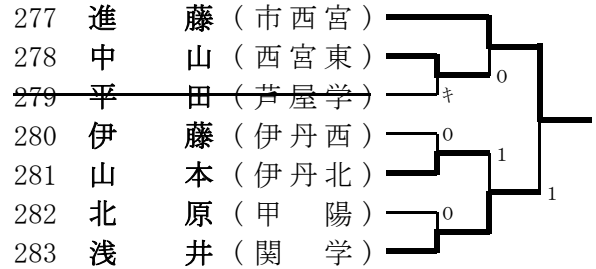 277 進 藤 (市西宮)
278 中 山 (西宮東)
0
279 平 田 (芦屋学) キ
280 伊 藤 (伊丹西) 0
1
281 山 本 (伊丹北)
1
282 北 原 (甲 陽) 0
283 浅 井 (関 学)